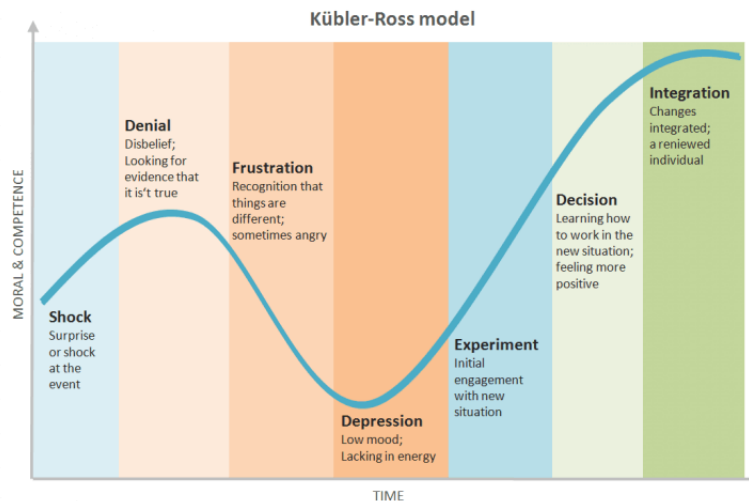 Kübler-Ross model
MORAL & COMPETENCE
Shock
Surprise
or shock
at the
event
Denial
Disbelief;
Looking for
evidence that
it is't true
Frustration
Recognition that
things are
different;
sometimes angry
Depression
Low mood;
Lacking in energy
Experiment
Initial
engagement
with new
situation
Decision
Learning how
to work in the
new situation;
feeling more
positive
Integration
Changes
integrated;
a reniewed
individual
TIME